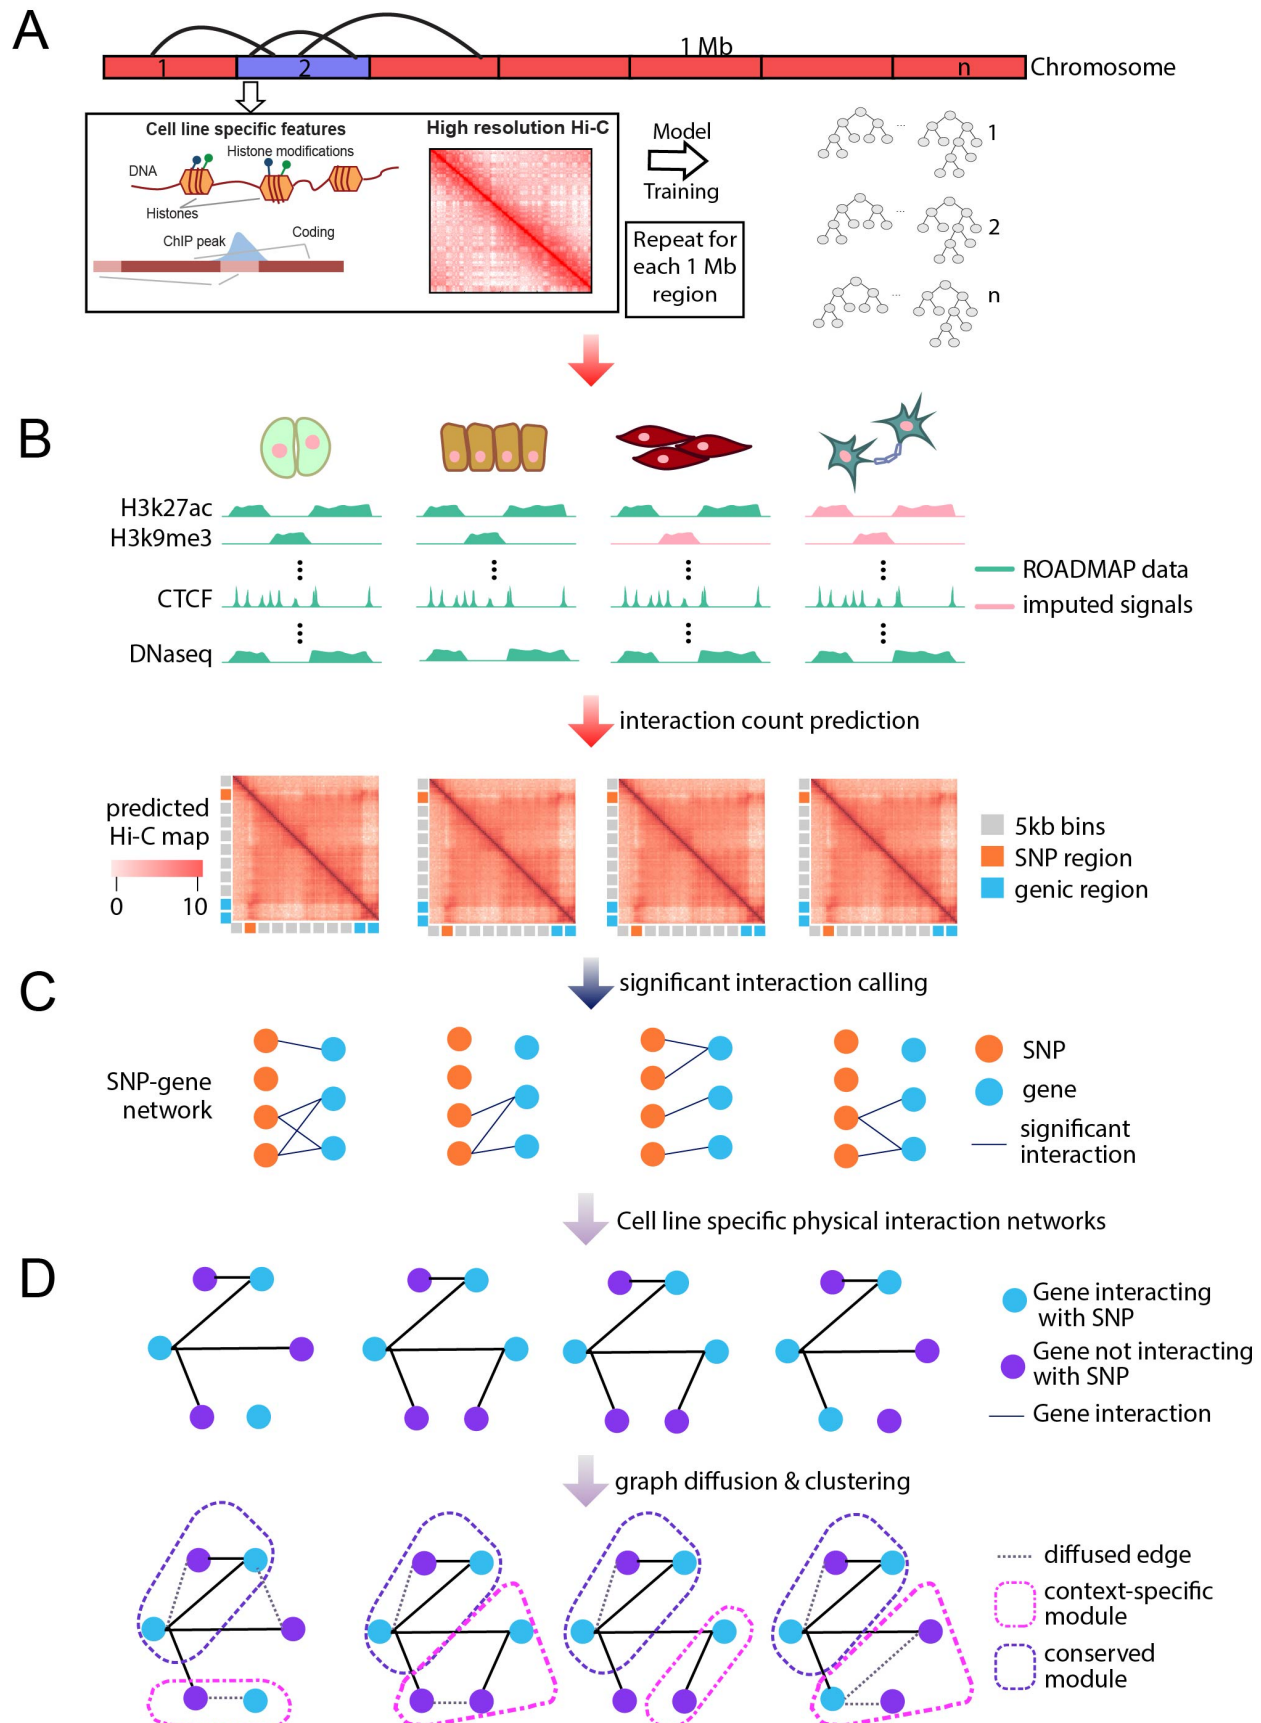 A
1 Mb
1
2
n
Chromosome
Cell line specific features
High resolution Hi-C
Histone modifications
DNA
Histones
ChIP peak
Coding
Model
Training
Repeat for
each 1 Mb
region
...
1
...
2
...
n
B
H3k27ac
H3k9me3
CTCF
DNaseq
ROADMAP data
imputed signals
interaction count prediction
predicted
Hi-C map
0
10
5kb bins
SNP region
genic region
C
significant interaction calling
SNP-gene
network
SNP
gene
significant
interaction
Cell line specific physical interaction networks
D
Gene interacting
with SNP
Gene not interacting
with SNP
Gene interaction
graph diffusion & clustering
diffused edge
context-specific
module
conserved
module